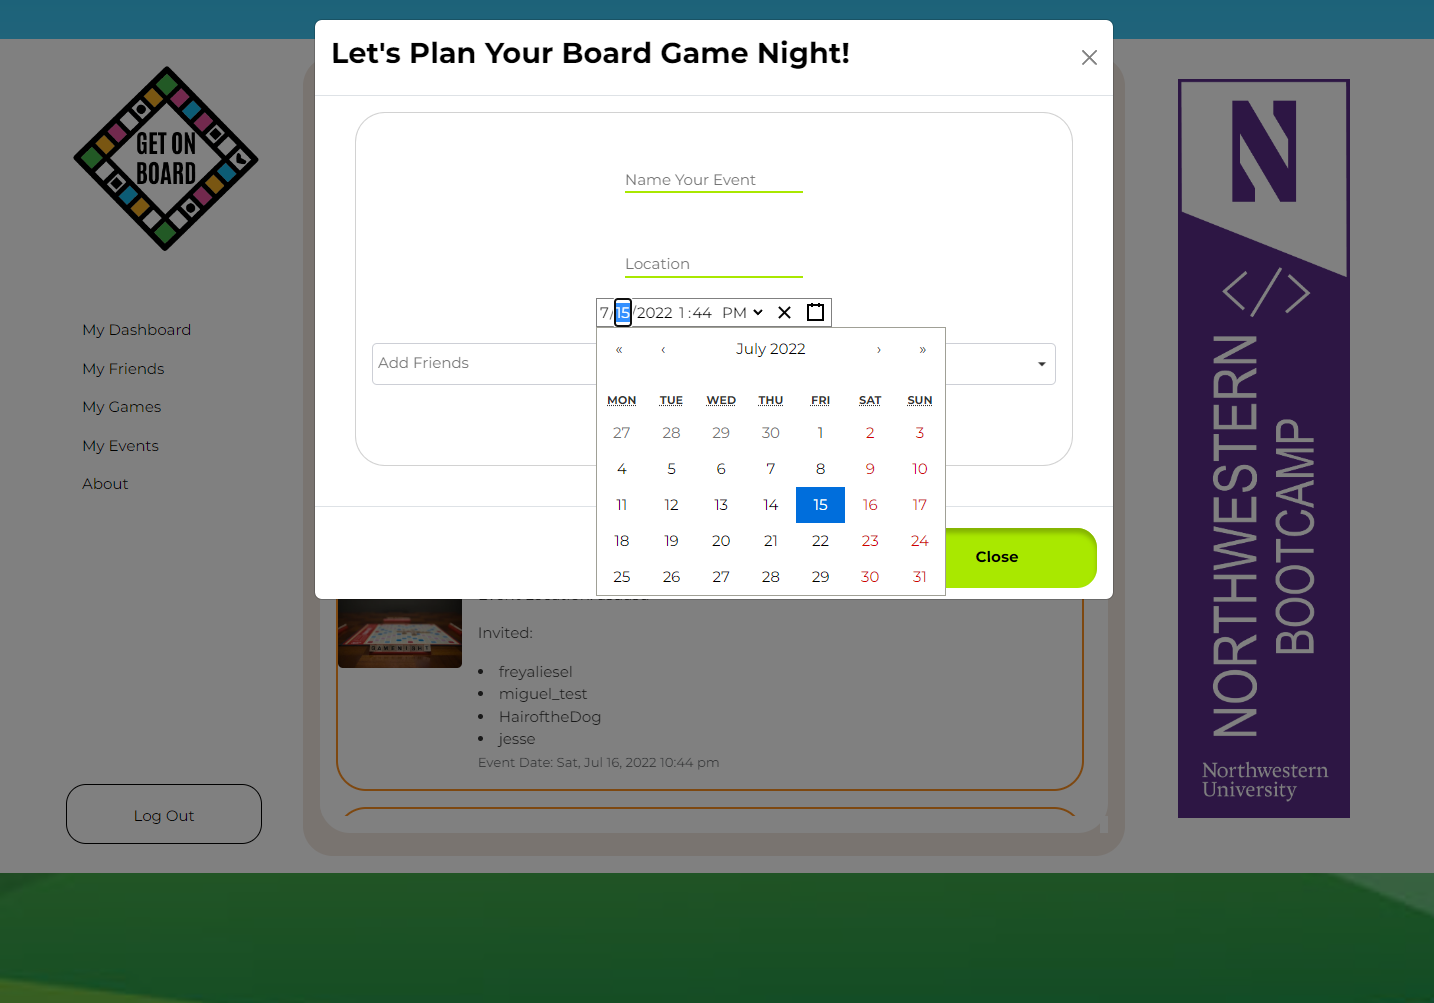 Let's Plan Your Board Game Night!
GET ON
BOARD
Name Your Event
Location
7/15/2022 1:44 PM
My Dashboard
My Friends
My Games
My Events
About
Add Friends
« ‹ July 2022 › »
MON TUE WED THU FRI SAT SUN
27 28 29 30 1 2 3
4 5 6 7 8 9 10
11 12 13 14 15 16 17
18 19 20 21 22 23 24
25 26 27 28 29 30 31
Close
Invited:
freyaliesel
miguel_test
HairoftheDog
jesse
Event Date: Sat, Jul 16, 2022 10:44 pm
GAMENIGHT
Log Out
N
</>
NORTHWESTERN
BOOTCAMP
Northwestern
University